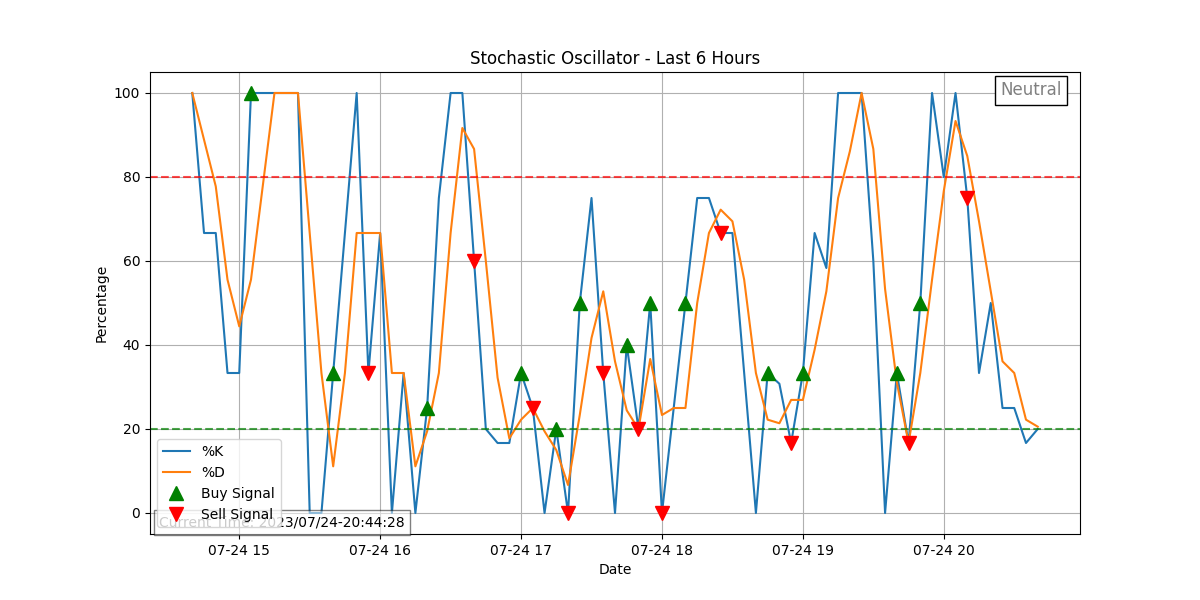 Stochastic Oscillator - Last 6 Hours
Neutral
100
80
60
40
20
0
Percentage
%K
%D
Buy Signal
Sell Signal
Current Time: 2023/07/24-20:44:28
07-24 15
07-24 16
07-24 17
07-24 18
07-24 19
07-24 20
Date